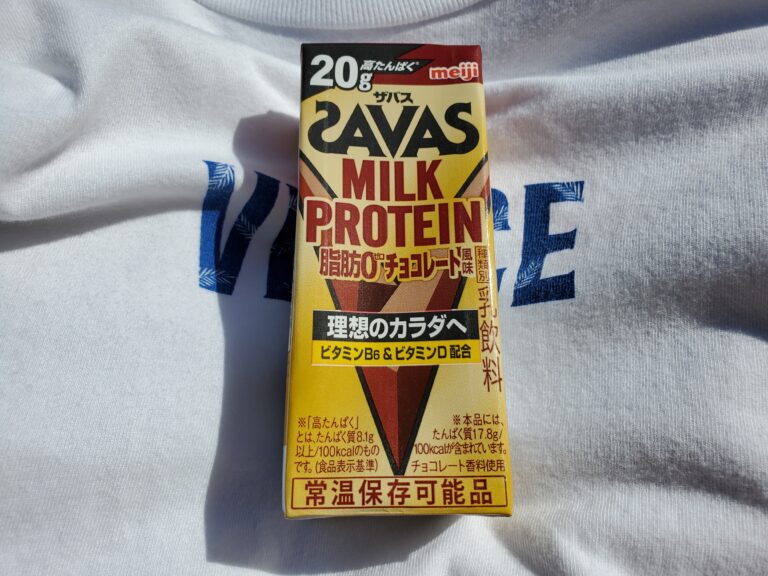 20g 高たんぱく※ meiji
ザバス
SAVAS
MILK
PROTEIN
脂肪0ゼロ チョコレート風味
種類別 乳飲料
理想のカラダへ
ビタミンB6 & ビタミンD 配合
※「高たんぱく」
とは、たんぱく質8.1g
以上/100kcalのもの
です。(食品表示基準)
※本品には、
たんぱく質17.8g/
100kcalが含まれています。
チョコレート香料使用
常温保存可能品